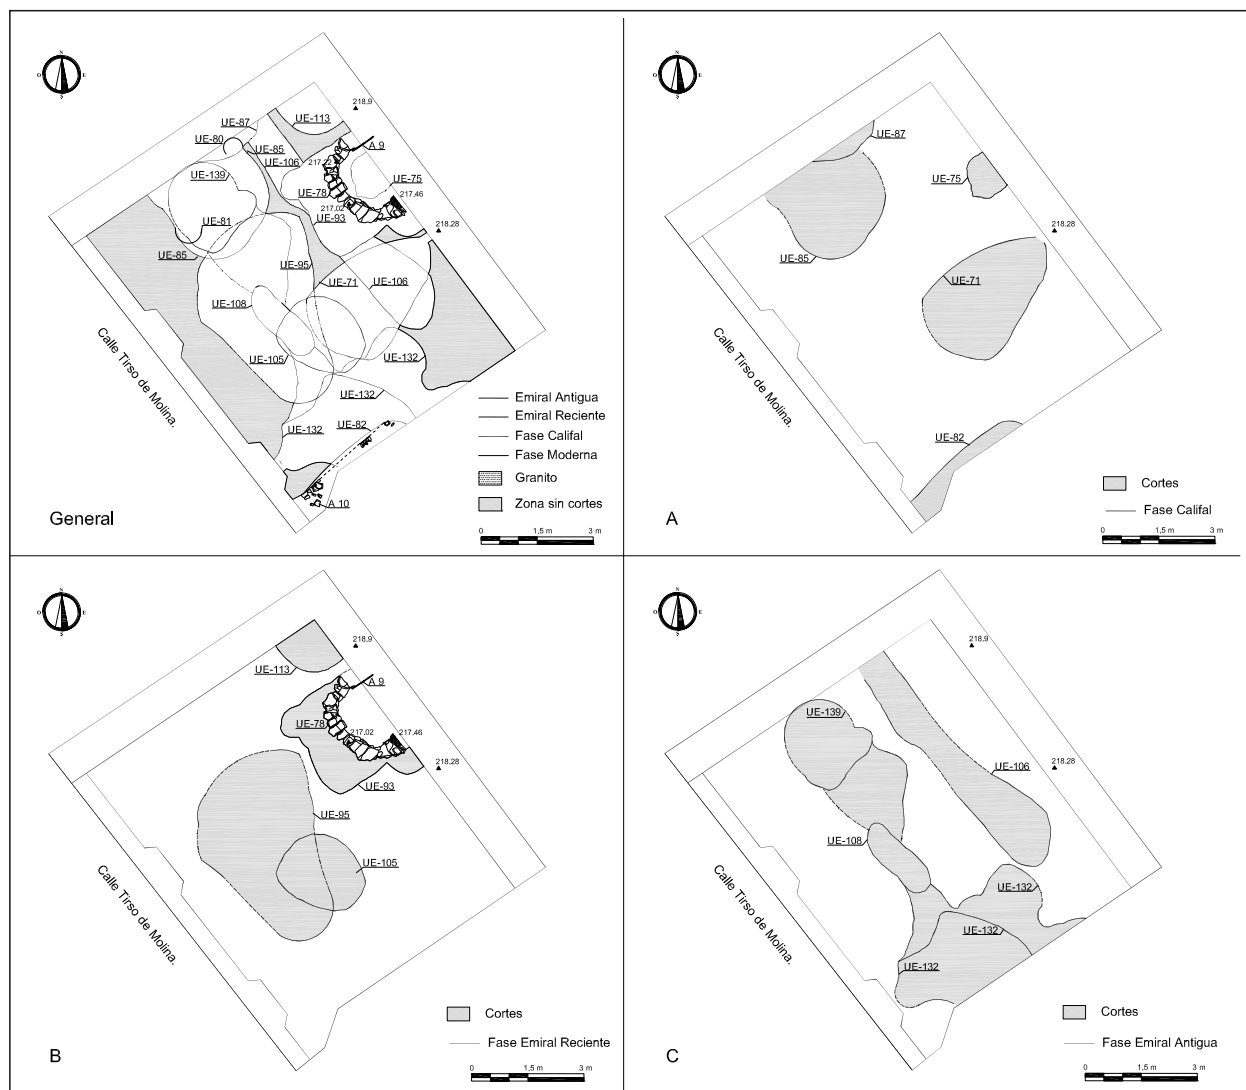 N
O E
S
218.9
UE-87
UE-113
UE-80
UE-85
A 9
UE-106
217.22
UE-139
UE-78
UE-75
217.46
217.02
UE-93
UE-81
218.28
UE-85
UE-95
UE-71
UE-106
UE-108
UE-105
UE-132
UE-132
UE-82
UE-132
A 10
Calle Tirso de Molina.
Emiral Antigua
Emiral Reciente
Fase Califal
Fase Moderna
Granito
Zona sin cortes
General
0 1,5 m 3 m
N
O E
S
UE-87
UE-75
218.28
UE-85
UE-71
UE-82
Calle Tirso de Molina.
Cortes
Fase Califal
A
0 1,5 m 3 m
N
O E
S
218.9
UE-113
A 9
UE-78
217.02
217.46
218.28
UE-93
UE-95
UE-105
Calle Tirso de Molina.
Cortes
Fase Emiral Reciente
B
0 1,5 m 3 m
N
O E
S
218.9
UE-139
UE-106
218.28
UE-108
UE-132
UE-132
UE-132
Calle Tirso de Molina.
Cortes
Fase Emiral Antigua
C
0 1,5 m 3 m